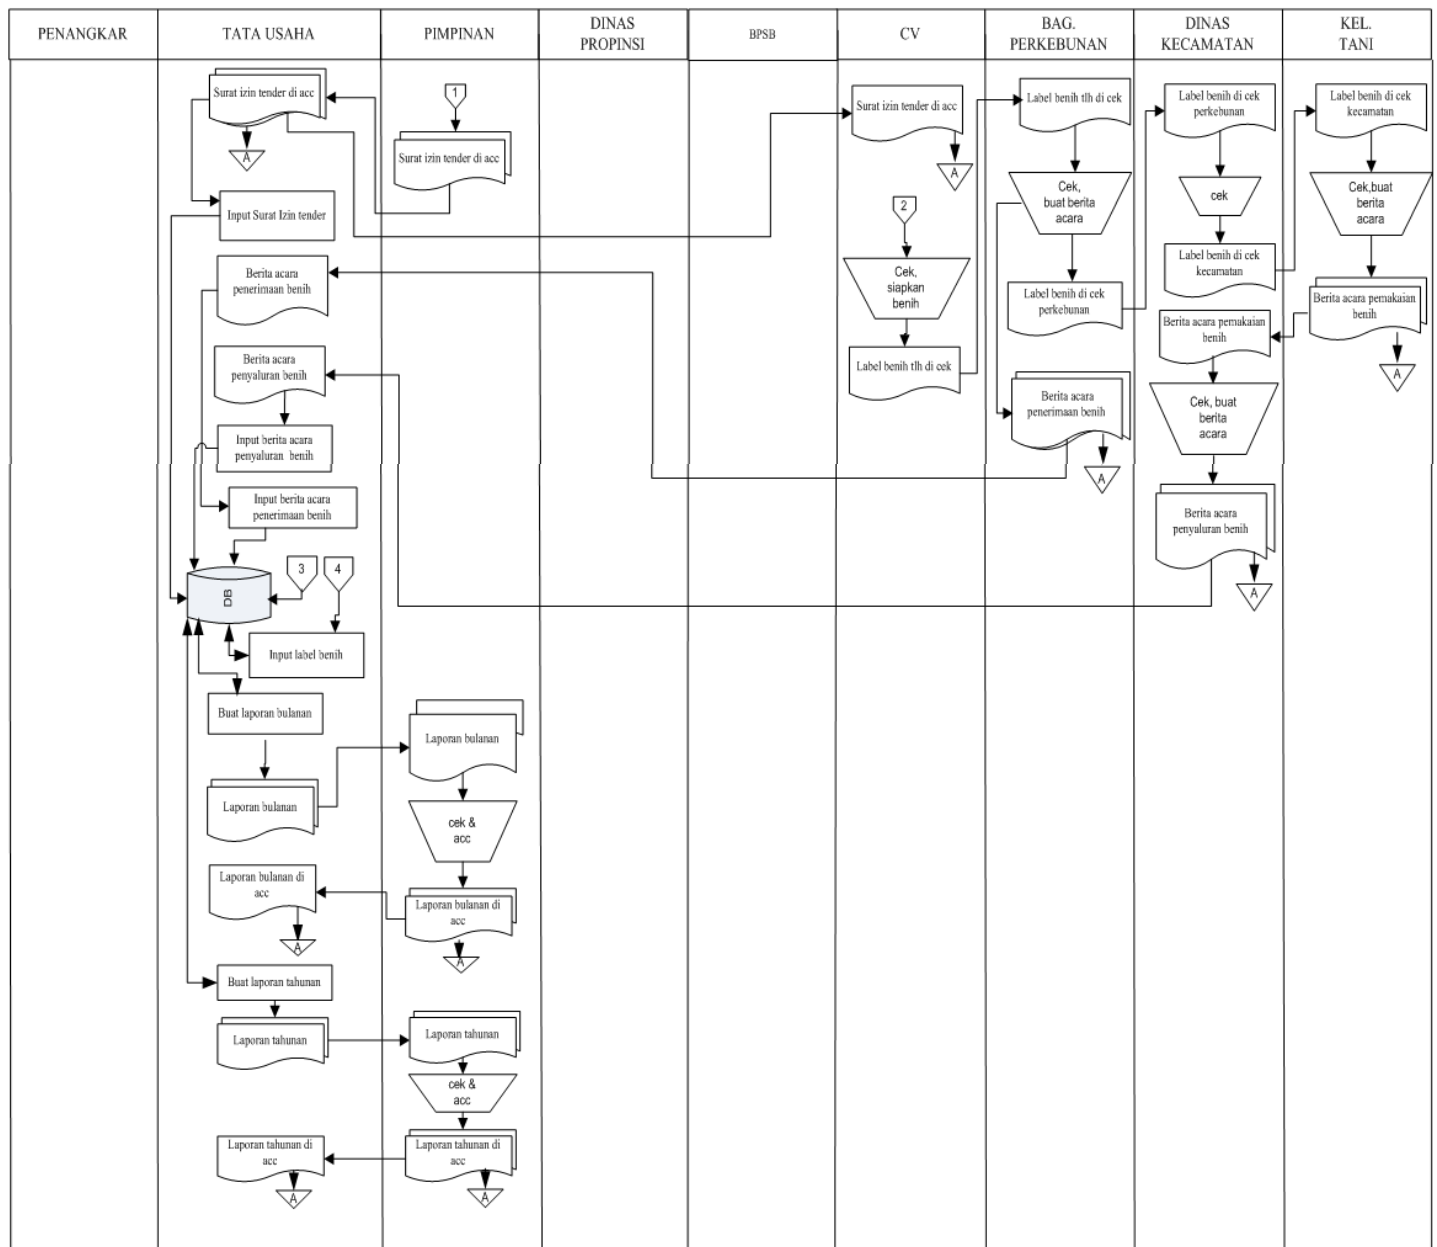 PENANGKAR
TATA USAHA
PIMPINAN
DINAS
PROPINSI
BPSB
CV
BAG.
PERKEBUNAN
DINAS
KECAMATAN
KEL.
TANI
Surat izin tender di acc
A
Input Surat Izin tender
Berita acara
penerimaan benih
Berita acara
penyaluran benih
Input berita acara
penyaluran benih
Input berita acara
penerimaan benih
DB
3
4
Input label benih
Buat laporan bulanan
Laporan bulanan
Laporan bulanan di
acc
A
Buat laporan tahunan
Laporan tahunan
Laporan tahunan di
acc
A
1
Surat izin tender di acc
Laporan bulanan
cek &
acc
Laporan bulanan di
acc
A
Laporan tahunan
cek &
acc
Laporan tahunan di
acc
A
Surat izin tender di acc
A
2
Cek,
siapkan
benih
Label benih tlh di cek
Label benih tlh di cek
Cek,
buat berita
acara
Label benih di cek
perkebunan
Berita acara
penerimaan benih
A
Label benih di cek
perkebunan
cek
Label benih di cek
kecamatan
Berita acara pemakaian
benih
Cek, buat
berita
acara
Berita acara
penyaluran benih
A
Label benih di cek
kecamatan
Cek,buat
berita
acara
Berita acara pemakaian
benih
A